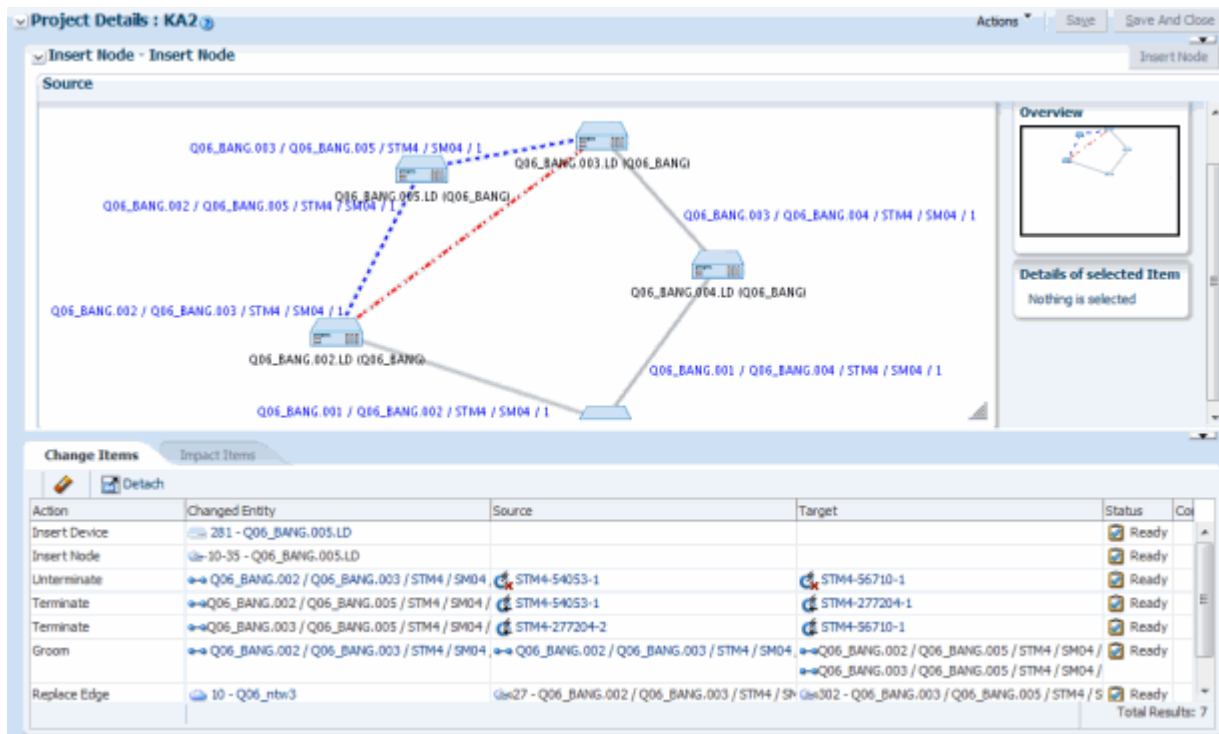 Project Details : KA2
Actions
Save
Save And Close
Insert Node - Insert Node
Insert Node
Source
Overview
Q06_BANG.003 / Q06_BANG.005 / STM4 / SM04 / 1
Q06_BANG.003.LD (Q06_BANG)
Q06_BANG.005.LD (Q06_BANG)
Q06_BANG.002 / Q06_BANG.005 / STM4 / SM04 / 1
Q06_BANG.003 / Q06_BANG.004 / STM4 / SM04 / 1
Details of selected Item
Nothing is selected
Q06_BANG.004.LD (Q06_BANG)
Q06_BANG.002 / Q06_BANG.003 / STM4 / SM04 / 1
Q06_BANG.002.LD (Q06_BANG)
Q06_BANG.001 / Q06_BANG.004 / STM4 / SM04 / 1
Q06_BANG.001 / Q06_BANG.002 / STM4 / SM04 / 1
Change Items
Impact Items
Detach
Action Changed Entity Source Target Status Co
Insert Device 281 - Q06_BANG.005.LD Ready
Insert Node 10-35 - Q06_BANG.005.LD Ready
Unterminate Q06_BANG.002 / Q06_BANG.003 / STM4 / SM04 STM4-54053-1 STM4-56710-1 Ready
Terminate Q06_BANG.002 / Q06_BANG.005 / STM4 / SM04 / STM4-54053-1 STM4-277204-1 Ready
Terminate Q06_BANG.003 / Q06_BANG.005 / STM4 / SM04 / STM4-277204-2 STM4-56710-1 Ready
Groom Q06_BANG.002 / Q06_BANG.003 / STM4 / SM04 Q06_BANG.002 / Q06_BANG.003 / STM4 / SM04 Q06_BANG.002 / Q06_BANG.005 / STM4 / SM04 / Ready
Q06_BANG.003 / Q06_BANG.005 / STM4 / SM04 /
Replace Edge 10 - Q06_ntw3 27 - Q06_BANG.002 / Q06_BANG.003 / STM4 / SM 302 - Q06_BANG.003 / Q06_BANG.005 / STM4 / S Ready
Total Results: 7